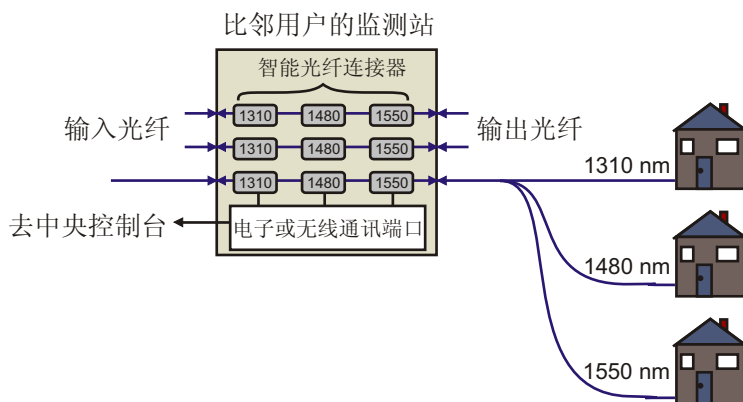 比邻用户的监测站
智能光纤连接器
输入光纤
1310 1480 1550
输出光纤
1310 1480 1550
1310 nm
1310 1480 1550
去中央控制台
电子或无线通讯端口
1480 nm
1550 nm